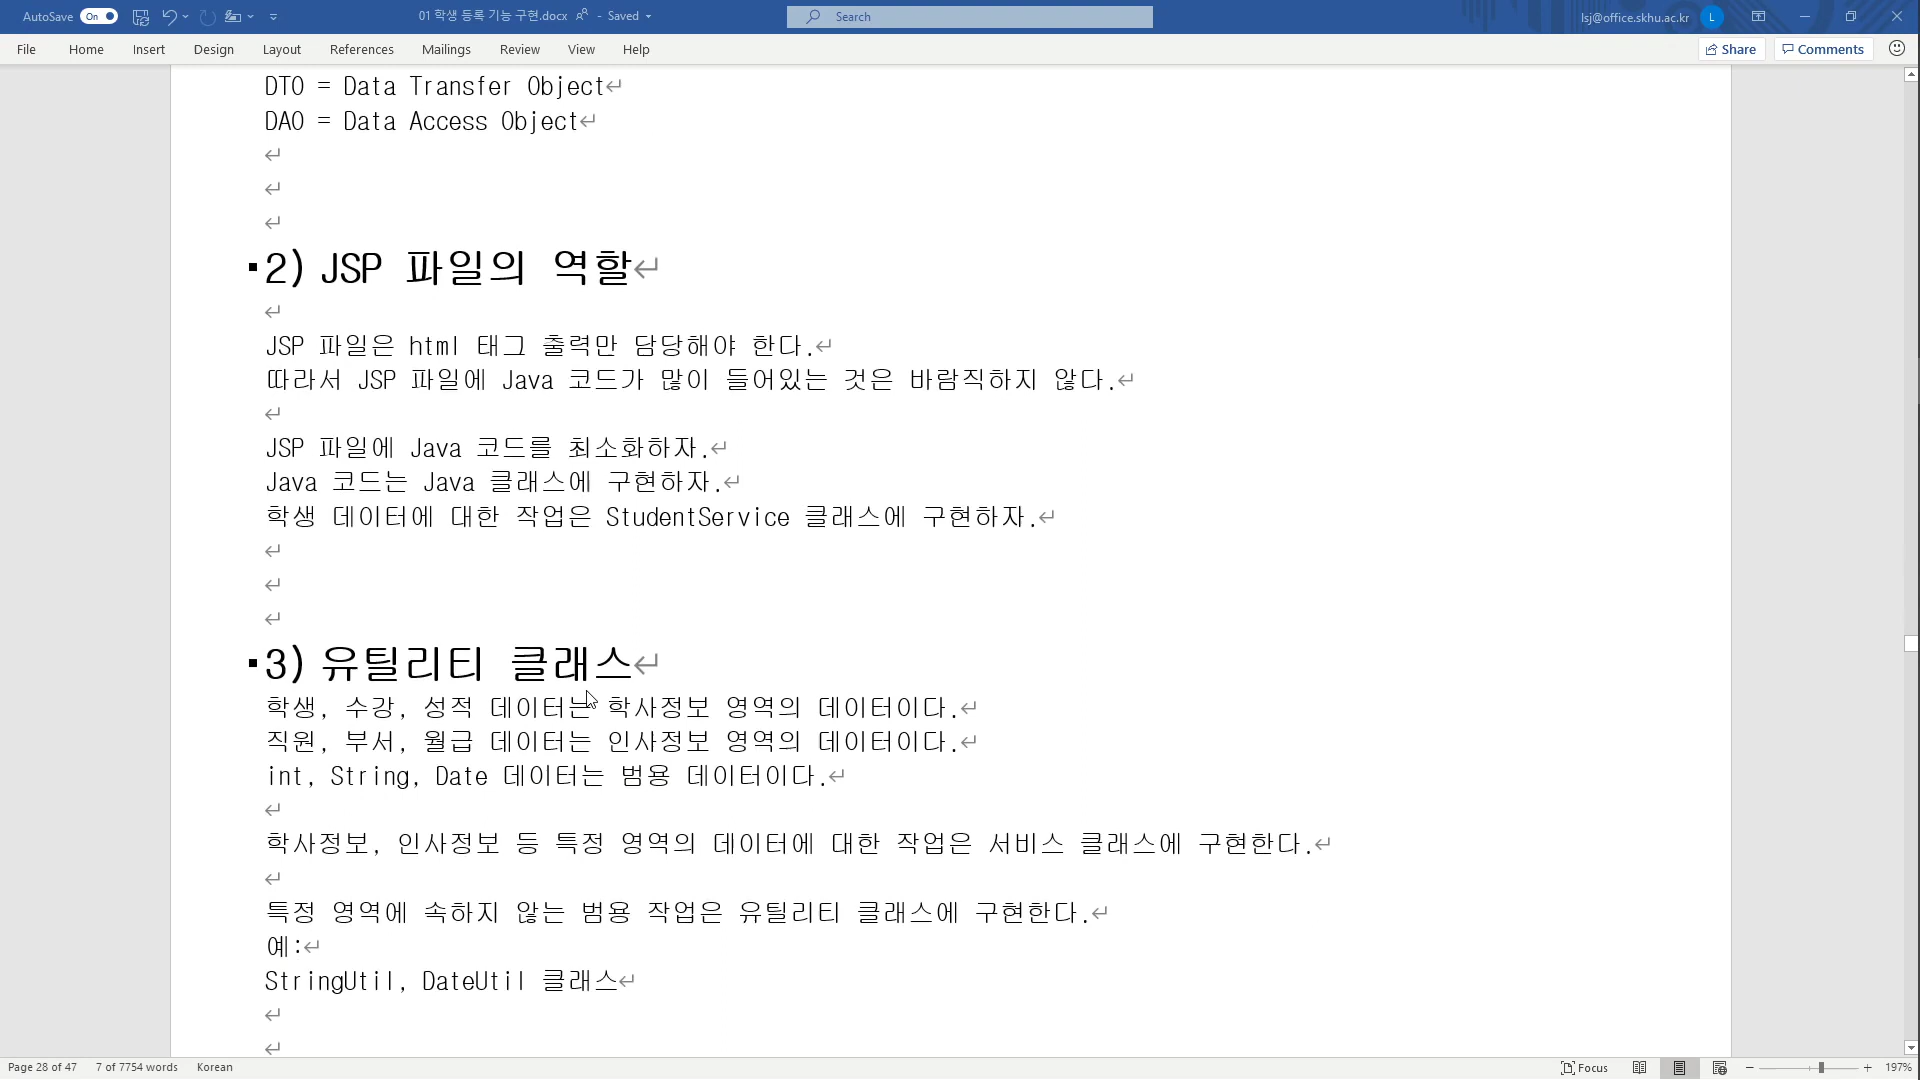 AutoSave On 01 학생 등록 기능 구현.docx - Saved Search lsj@office.skhu.ac.kr L
File Home Insert Design Layout References Mailings Review View Help Share Comments
DTO = Data Transfer Object
DAO = Data Access Object
2) JSP 파일의 역할
JSP 파일은 html 태그 출력만 담당해야 한다.
따라서 JSP 파일에 Java 코드가 많이 들어있는 것은 바람직하지 않다.
JSP 파일에 Java 코드를 최소화하자.
Java 코드는 Java 클래스에 구현하자.
학생 데이터에 대한 작업은 StudentService 클래스에 구현하자.
3) 유틸리티 클래스
학생, 수강, 성적 데이터는 학사정보 영역의 데이터이다.
직원, 부서, 월급 데이터는 인사정보 영역의 데이터이다.
int, String, Date 데이터는 범용 데이터이다.
학사정보, 인사정보 등 특정 영역의 데이터에 대한 작업은 서비스 클래스에 구현한다.
특정 영역에 속하지 않는 범용 작업은 유틸리티 클래스에 구현한다.
예:
StringUtil, DateUtil 클래스
Page 28 of 47 7 of 7754 words Korean Focus 197%